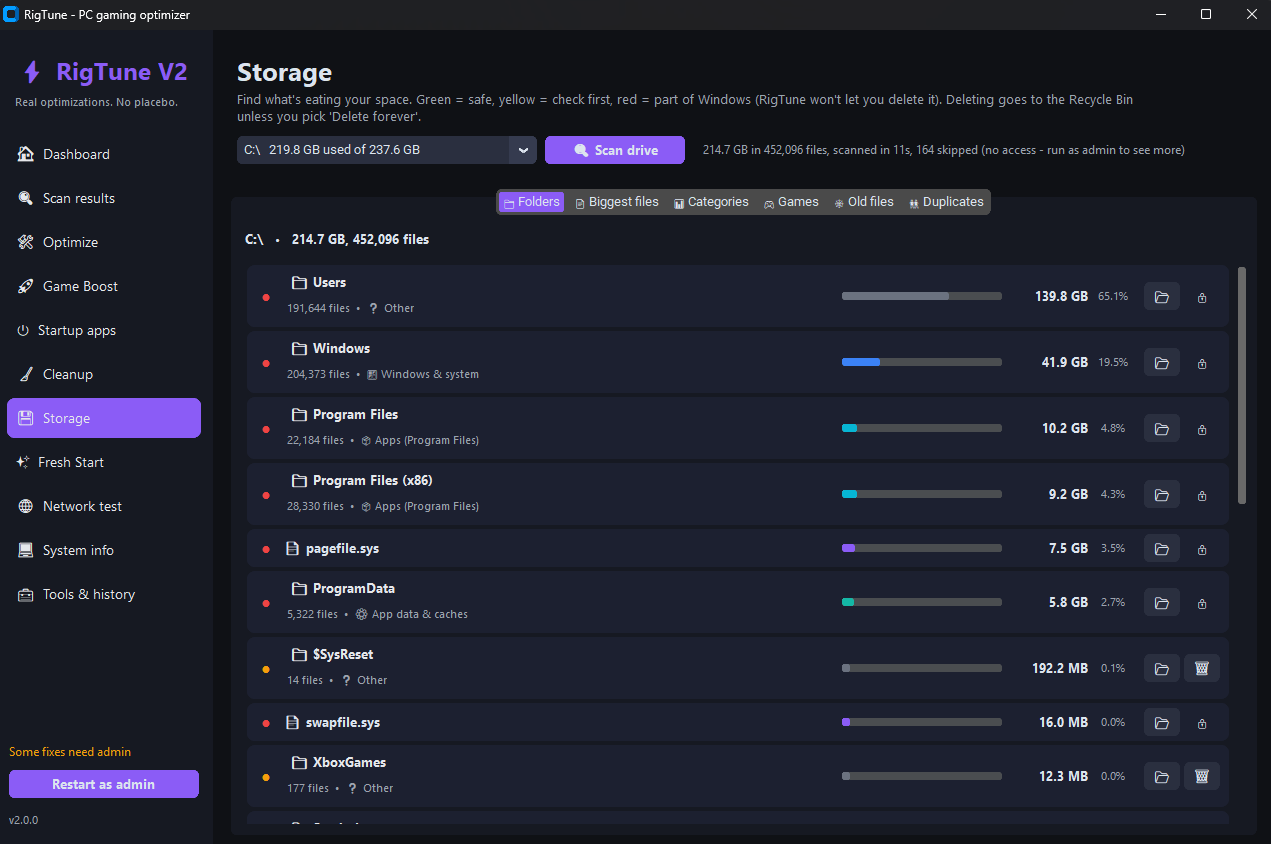 RigTune - PC gaming optimizer
RigTune V2
Real optimizations. No placebo.
Dashboard
Scan results
Optimize
Game Boost
Startup apps
Cleanup
Storage
Fresh Start
Network test
System info
Tools & history
Some fixes need admin
Restart as admin
v2.0.0
Storage
Find what's eating your space. Green = safe, yellow = check first, red = part of Windows (RigTune won't let you delete it). Deleting goes to the Recycle Bin
unless you pick 'Delete forever'.
C:\ 219.8 GB used of 237.6 GB
Scan drive
214.7 GB in 452,096 files, scanned in 11s, 164 skipped (no access - run as admin to see more)
Folders Biggest files Categories Games Old files Duplicates
C:\ • 214.7 GB, 452,096 files
Users
191,644 files • ? Other
139.8 GB 65.1%
Windows
204,373 files • Windows & system
41.9 GB 19.5%
Program Files
22,184 files • Apps (Program Files)
10.2 GB 4.8%
Program Files (x86)
28,330 files • Apps (Program Files)
9.2 GB 4.3%
pagefile.sys
7.5 GB 3.5%
ProgramData
5,322 files • App data & caches
5.8 GB 2.7%
$SysReset
14 files • ? Other
192.2 MB 0.1%
swapfile.sys
16.0 MB 0.0%
XboxGames
177 files • ? Other
12.3 MB 0.0%